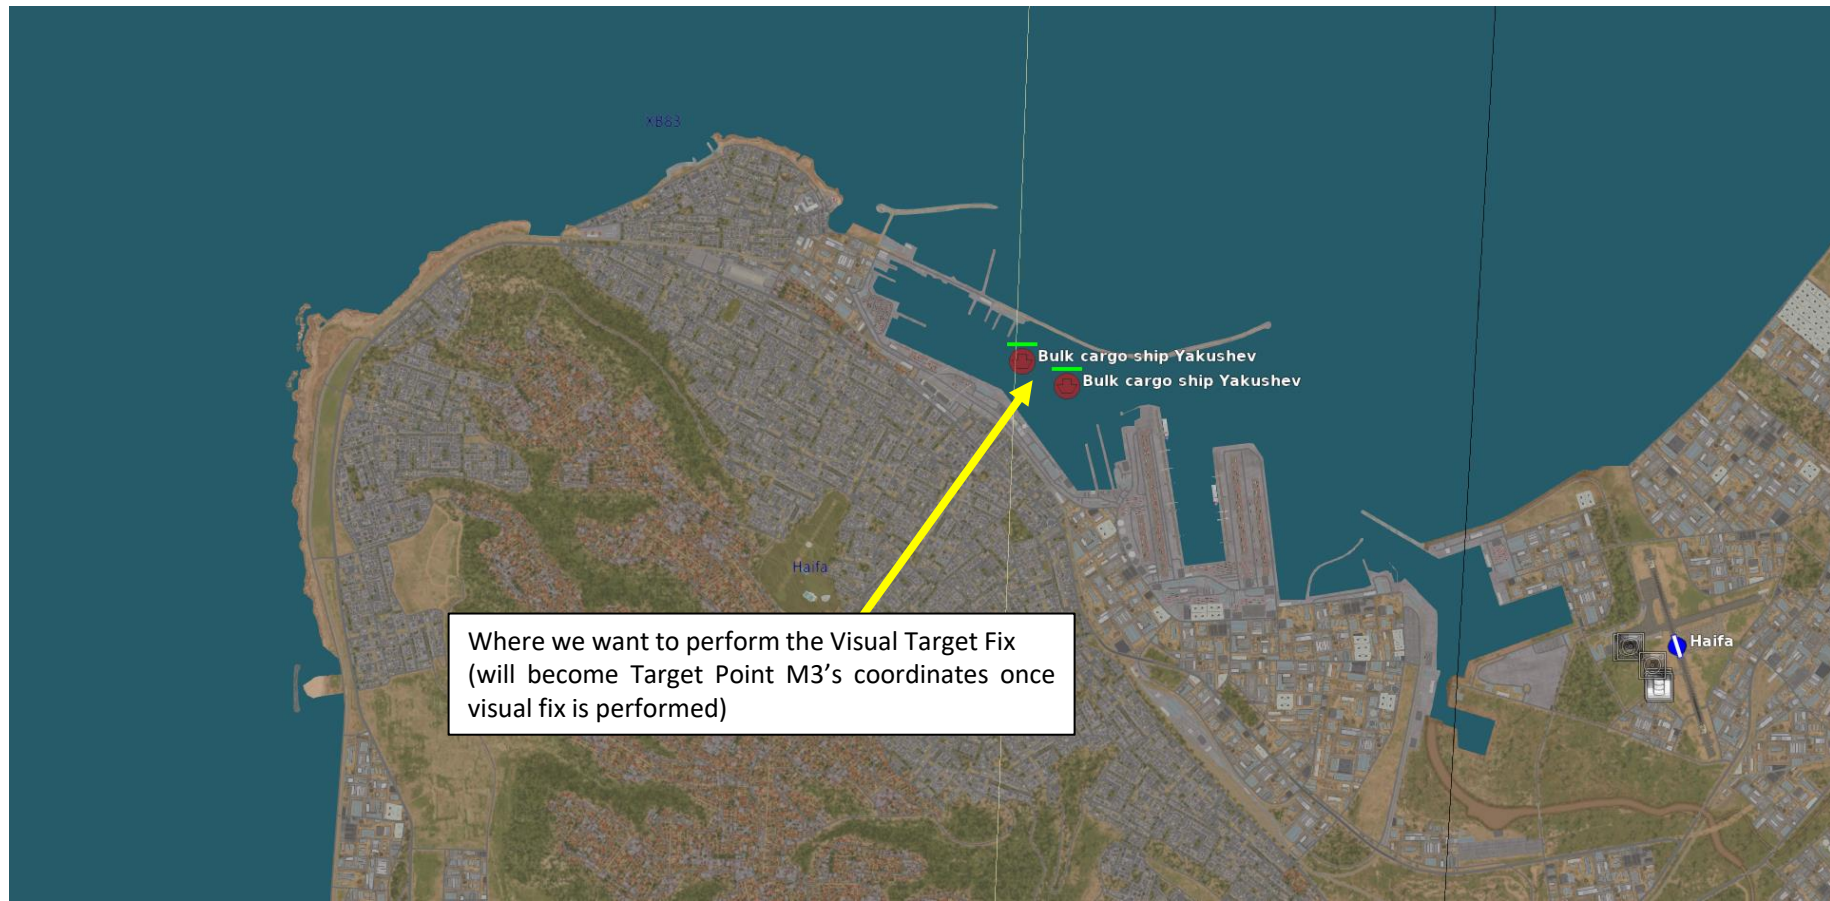 XB83
Bulk cargo ship Yakushev
Bulk cargo ship Yakushev
Haifa
Where we want to perform the Visual Target Fix
(will become Target Point M3’s coordinates once
visual fix is performed)
Haifa